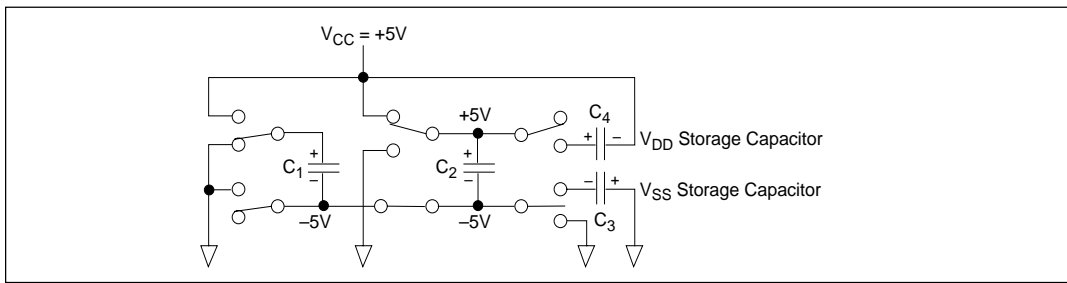 V_CC = +5V
+5V
C_4
+ −
V_DD Storage Capacitor
+
C_1
−
+
C_2
−
− +
V_SS Storage Capacitor
−5V
−5V
C_3